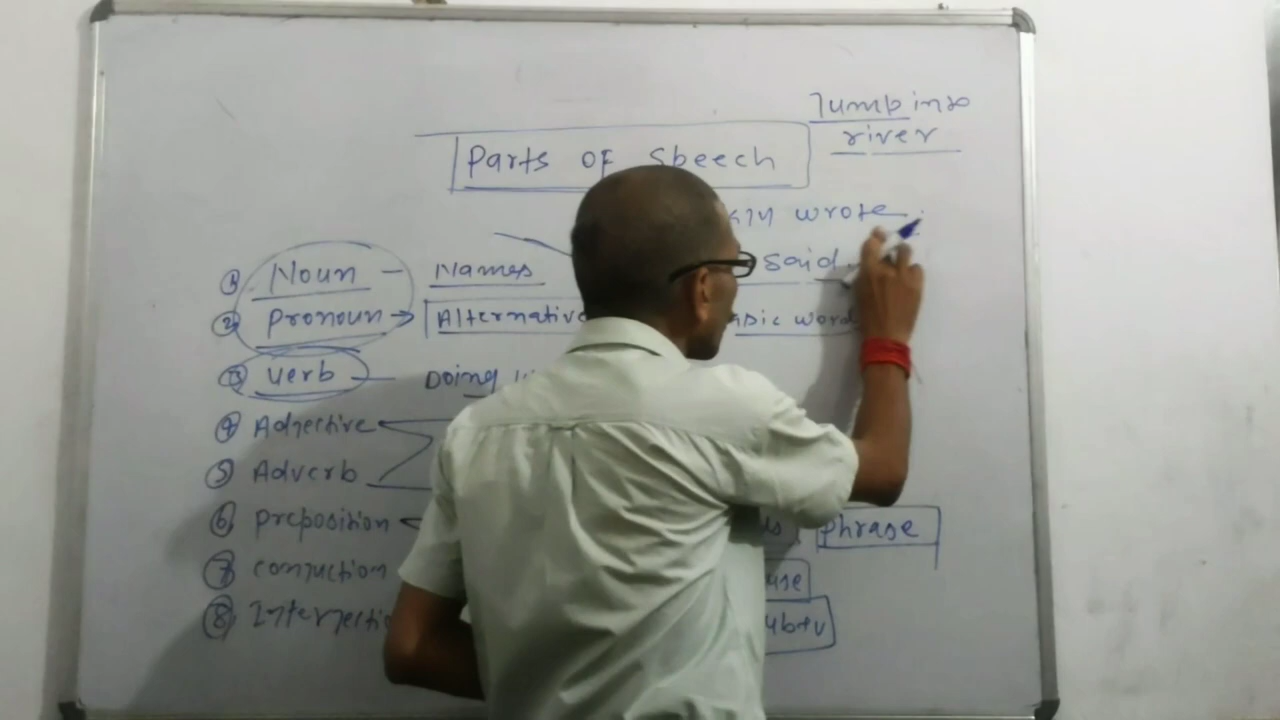 Jump into
river
Parts of Speech
wrote
said
① Noun – Names
② Pronoun → Alternative word
③ Verb – Doing
④ Adjective
⑤ Adverb
⑥ Preposition phrase
⑦ conjuction
⑧